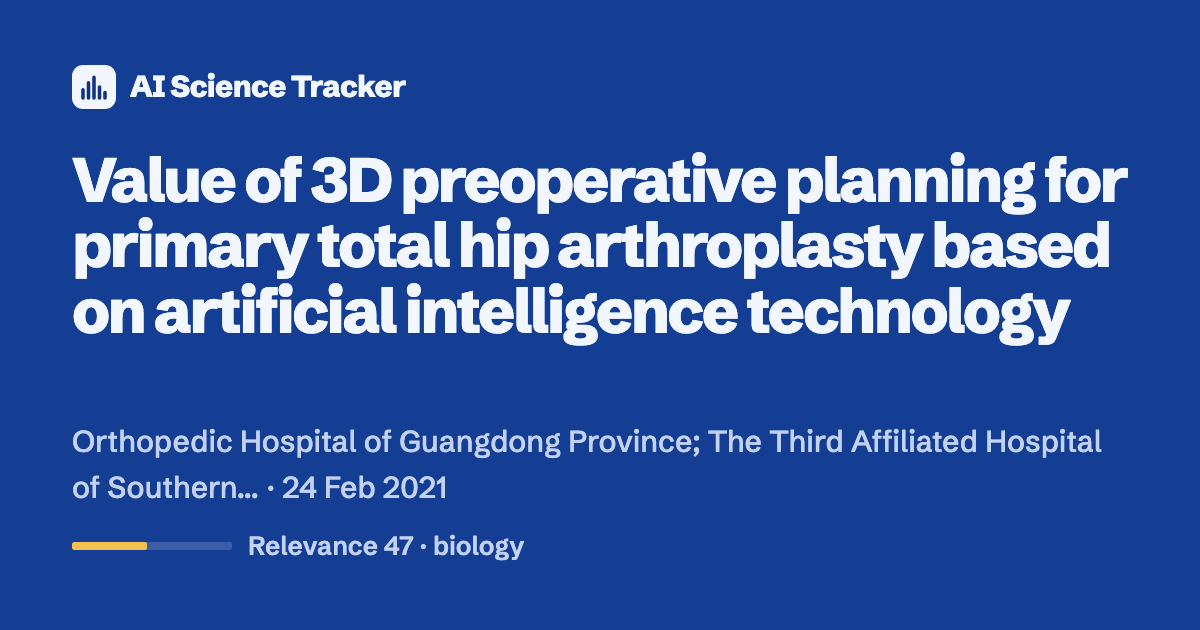 AI Science Tracker
Value of 3D preoperative planning for
primary total hip arthroplasty based
on artificial intelligence technology
Orthopedic Hospital of Guangdong Province; The Third Affiliated Hospital
of Southern... · 24 Feb 2021
Relevance 47 · biology